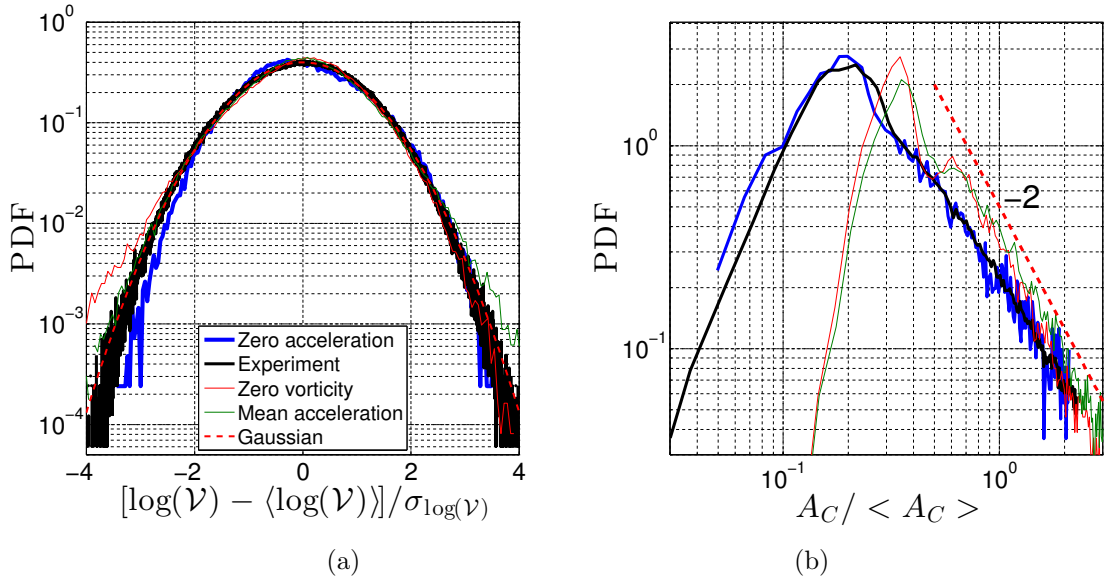 PDF
10^0
10^{-1}
10^{-2}
10^{-3}
10^{-4}
−4
−2
0
2
4
Zero acceleration
Experiment
Zero vorticity
Mean acceleration
Gaussian
[log(𝒱) − ⟨log(𝒱)⟩]/σ_{log(𝒱)}
(a)
PDF
10^0
10^{-1}
−2
10^{-1}
10^0
A_C/ < A_C >
(b)